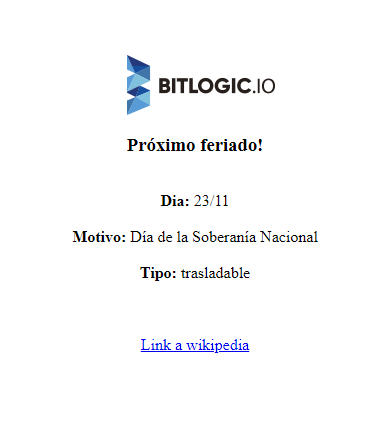 BITLOGIC.IO
Próximo feriado!
Dia: 23/11
Motivo: Día de la Soberanía Nacional
Tipo: trasladable
Link a wikipedia